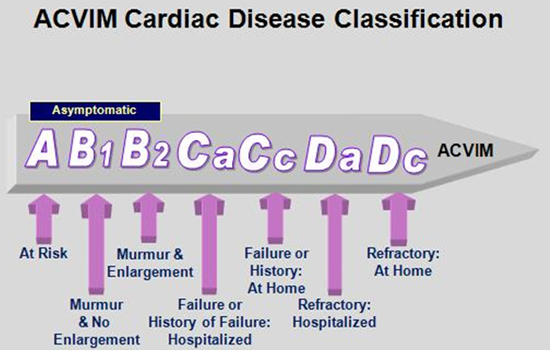 ACVIM Cardiac Disease Classification
Asymptomatic
A B1 B2 Ca Cc Da Dc ACVIM
At Risk
Murmur
& No
Enlargement
Murmur &
Enlargement
Failure or
History of Failure:
Hospitalized
Failure or
History:
At Home
Refractory:
Hospitalized
Refractory:
At Home